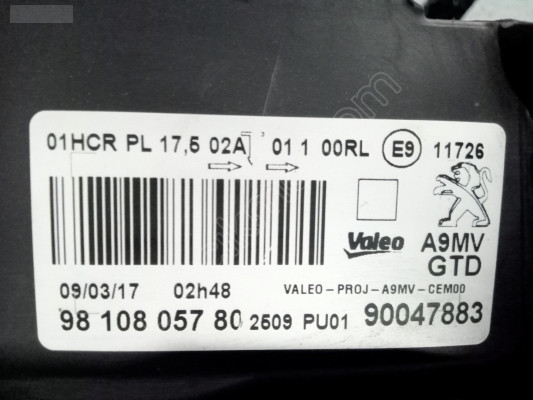 01HCR PL 17,5 02A 01 1 00RL E9 11726
Valeo A9MV
GTD
09/03/17 02h48 VALEO-PROJ-A9MV-CEM00
98 108 057 80 2509 PU01 90047883